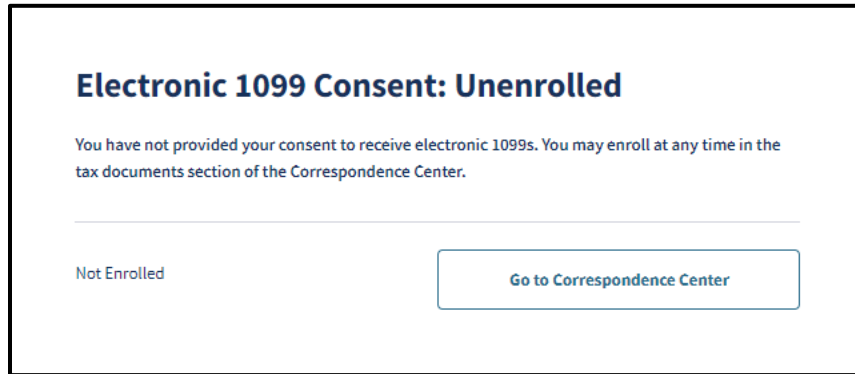 Electronic 1099 Consent: Unenrolled
You have not provided your consent to receive electronic 1099s. You may enroll at any time in the
tax documents section of the Correspondence Center.
Not Enrolled
Go to Correspondence Center